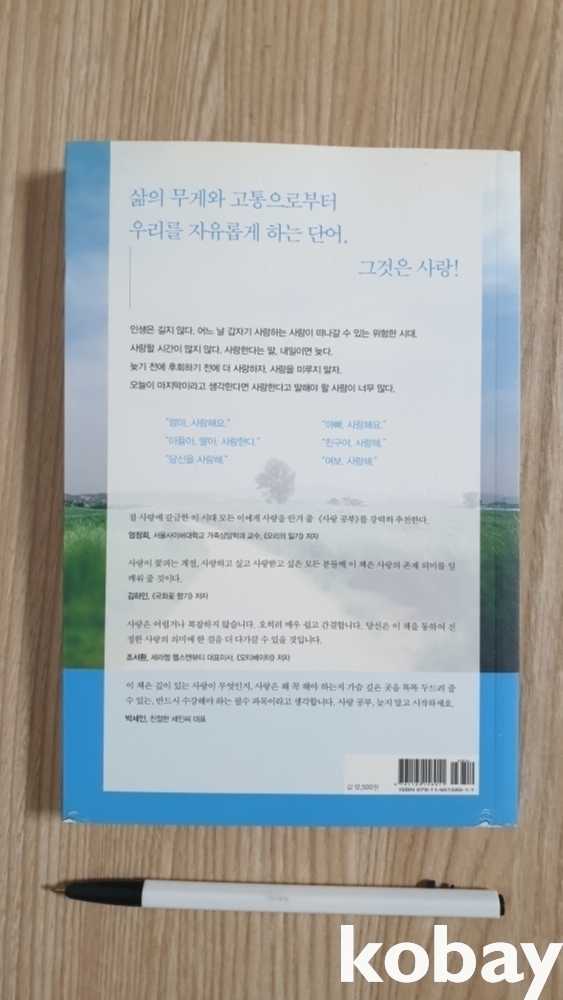 삶의 무게와 고통으로부터
우리를 자유롭게 하는 단어,
그것은 사랑!
인생은 길지 않다. 어느 날 갑자기 사랑하는 사람이 떠나갈 수 있는 위험한 시대.
사랑할 시간이 많지 않다. 사랑한다는 말, 내일이면 늦다.
늦기 전에 후회하기 전에 더 사랑하자. 사랑을 미루지 말자.
오늘이 마지막이라고 생각한다면 사랑한다고 말해야 할 사람이 너무 많다.
"엄마, 사랑해요." "아빠, 사랑해요."
"아들아, 딸아, 사랑한다." "친구야, 사랑해."
"당신을 사랑해." "여보, 사랑해."
참 사랑에 갈급한 이 시대 모든 이에게 사랑을 안겨 줄 《사랑 공부》를 강력히 추천한다.
엄정희, 서울사이버대학교 가족상담학과 교수, 《오리의 일기》 저자
사랑이 꽃피는 계절, 사랑하고 싶고 사랑받고 싶은 모든 분들께 이 책은 사랑의 존재 의미를 일
깨워 줄 것이다.
김하인, 《국화꽃 향기》 저자
사랑은 어렵거나 복잡하지 않습니다. 오히려 매우 쉽고 간결합니다. 당신은 이 책을 통하여 진
정한 사랑의 의미에 한 걸음 더 다가갈 수 있을 것입니다.
조서환, 세라젬 헬스앤뷰티 대표이사, 《모티베이터》 저자
이 책은 깊이 있는 사랑이 무엇인지, 사랑은 왜 꼭 해야 하는지 가슴 깊은 곳을 똑똑 두드려 줄
수 있는, 반드시 수강해야 하는 필수 과목이라고 생각합니다. 사랑 공부, 늦지 말고 시작하세요.
박세인, 친절한 세인씨 대표
값 12,500원
kobay